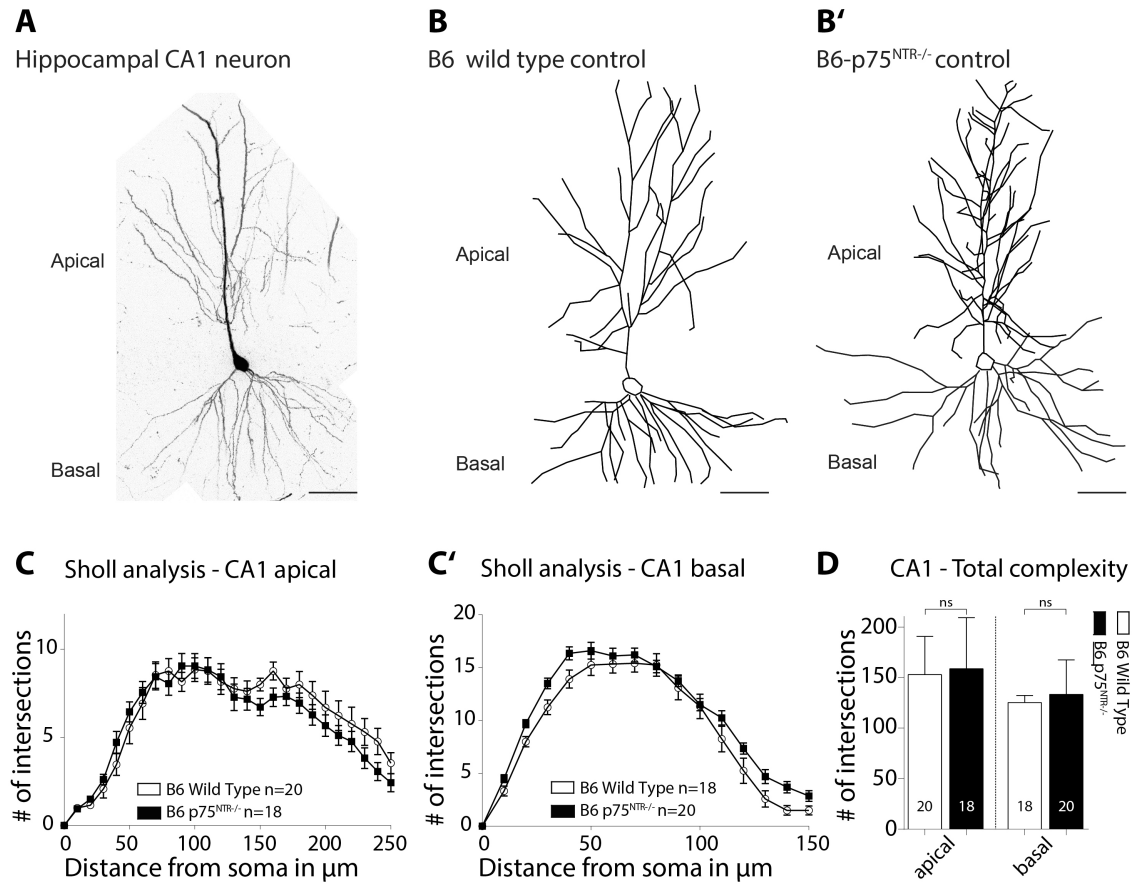 A
Hippocampal CA1 neuron
Apical
Basal
B
B6 wild type control
Apical
Basal
B‘
B6-p75NTR-/- control
Apical
Basal
C
Sholl analysis - CA1 apical
# of intersections
10
5
0
B6 Wild Type n=20
B6 p75NTR-/- n=18
0 50 100 150 200 250
Distance from soma in µm
C‘
Sholl analysis - CA1 basal
# of intersections
20
15
10
5
0
B6 Wild Type n=18
B6 p75NTR-/- n=20
0 50 100 150
Distance from soma in µm
D
CA1 - Total complexity
# of intersections
200
150
100
50
0
ns
ns
20
18
18
20
apical
basal
B6 Wild Type
B6 p75NTR-/-